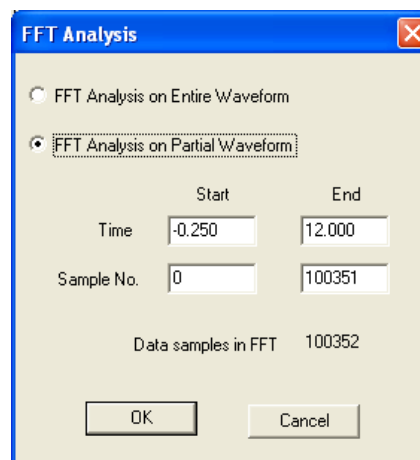 FFT Analysis
FFT Analysis on Entire Waveform
FFT Analysis on Partial Waveform
Start End
Time -0.250 12.000
Sample No. 0 100351
Data samples in FFT 100352
OK Cancel